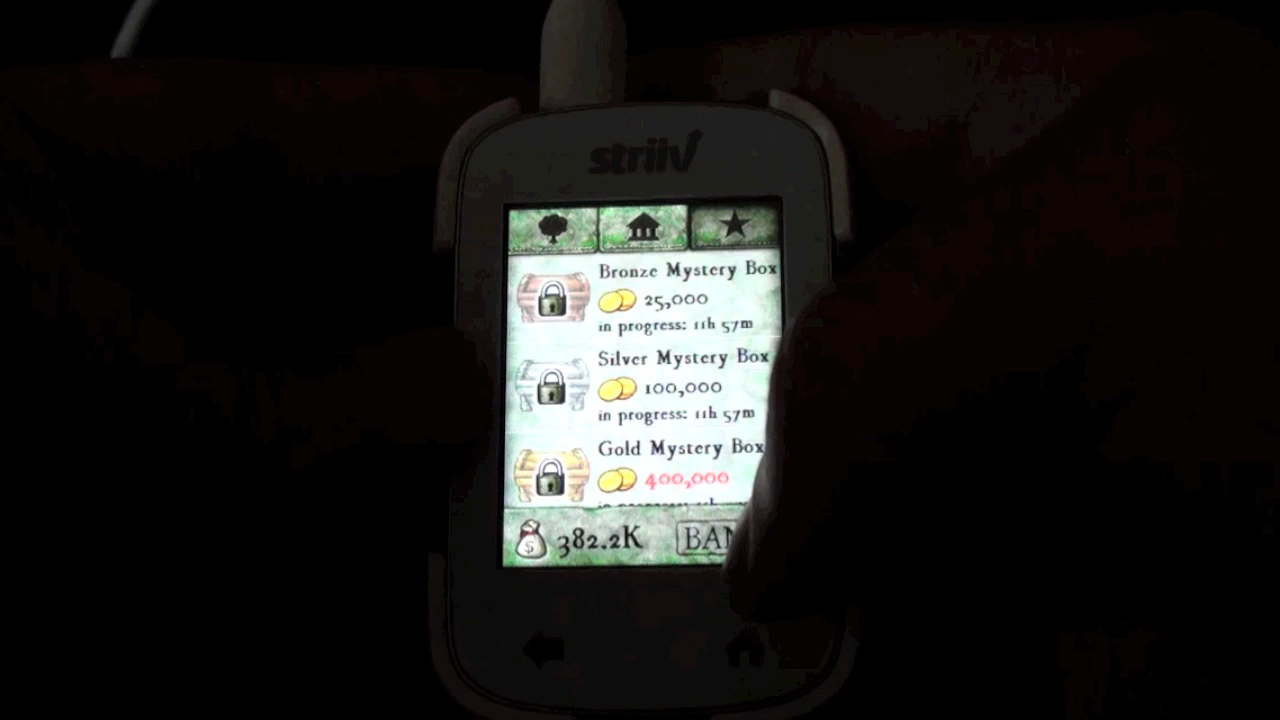 striiv
Bronze Mystery Box
25,000
in progress: 11h 57m
Silver Mystery Box
100,000
in progress: 11h 57m
Gold Mystery Box
400,000
$ 382.2K